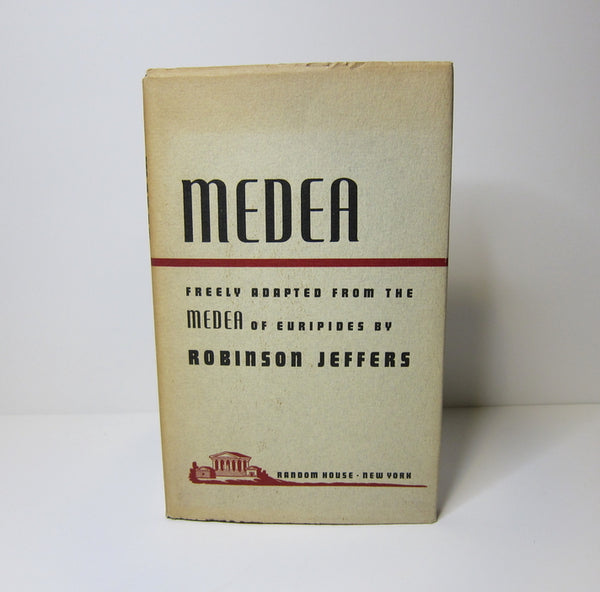 MEDEA
FREELY ADAPTED FROM THE
MEDEA OF EURIPIDES BY
ROBINSON JEFFERS
RANDOM HOUSE · NEW YORK